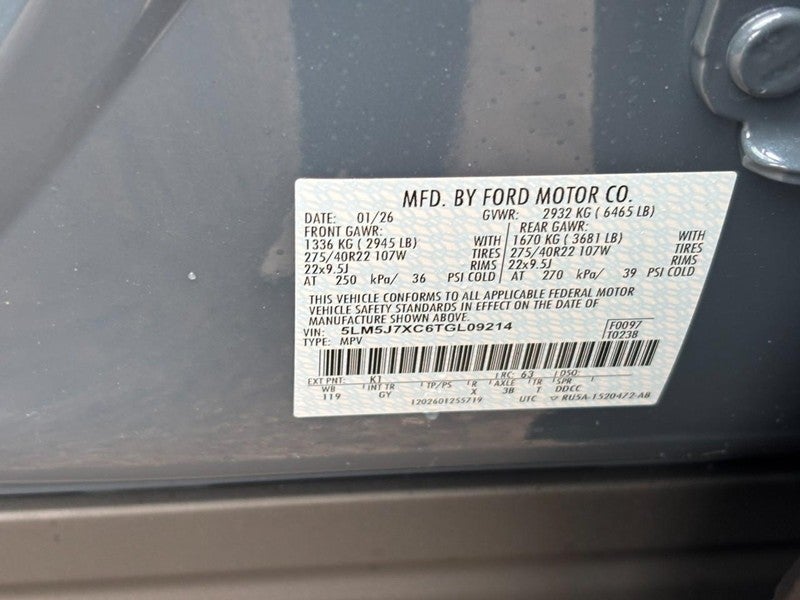 MFD. BY FORD MOTOR CO.
DATE: 01/26 GVWR: 2932 KG ( 6465 LB)
FRONT GAWR: REAR GAWR:
1336 KG ( 2945 LB) WITH 1670 KG ( 3681 LB) WITH
275/40R22 107W TIRES 275/40R22 107W TIRES
22x9.5J RIMS 22x9.5J RIMS
AT 250 kPa/ 36 PSI COLD AT 270 kPa/ 39 PSI COLD
THIS VEHICLE CONFORMS TO ALL APPLICABLE FEDERAL MOTOR
VEHICLE SAFETY STANDARDS IN EFFECT ON THE DATE OF
MANUFACTURE SHOWN ABOVE.
VIN: 5LM5J7XC6TGL09214 F0097
TYPE: MPV T0238
EXT PNT: K1 RC: 63 DSO:
WB INT TR TP/PS R AXLE TR SPR
119 GY X 3B T DDCC
1202601255719 UTC RU5A-1520472-AB